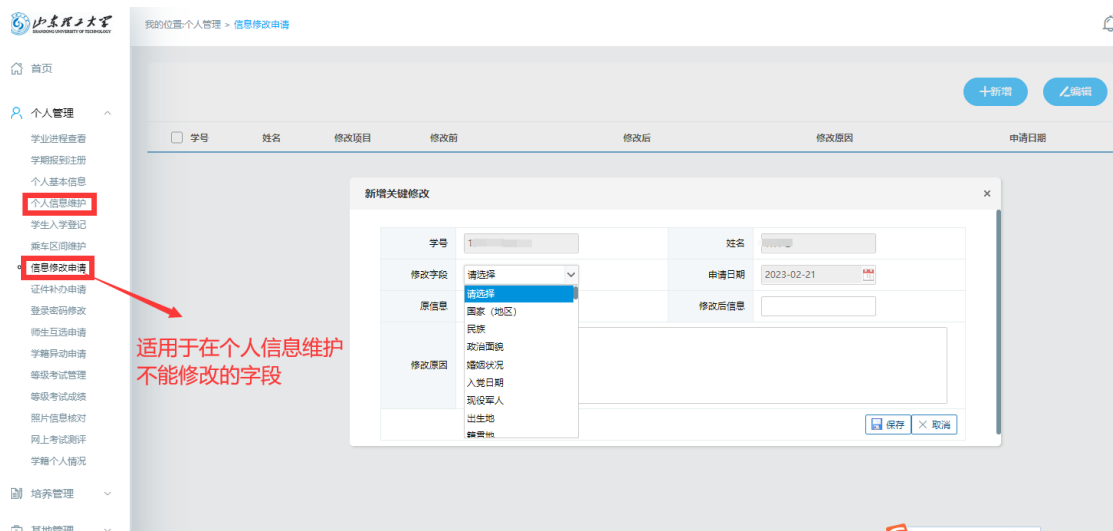 山东理工大学
SHANDONG UNIVERSITY OF TECHNOLOGY
我的位置:个人管理 > 信息修改申请
首页
个人管理
学业进程查看
学期报到注册
个人基本信息
个人信息维护
学生入学登记
乘车区间维护
信息修改申请
证件补办申请
登录密码修改
师生互选申请
学籍异动申请
等级考试管理
等级考试成绩
照片信息核对
网上考试测评
学籍个人情况
培养管理
基地管理
适用于在个人信息维护
不能修改的字段
十新增
编辑
学号 姓名 修改项目 修改前 修改后 修改原因 申请日期
新增关键修改 ×
学号 1 姓名
修改字段 请选择 申请日期 2023-02-21
原信息 修改后信息
请选择
国家（地区）
民族
政治面貌
婚姻状况
入党日期
现役军人
出生地
籍贯地
修改原因
保存 × 取消